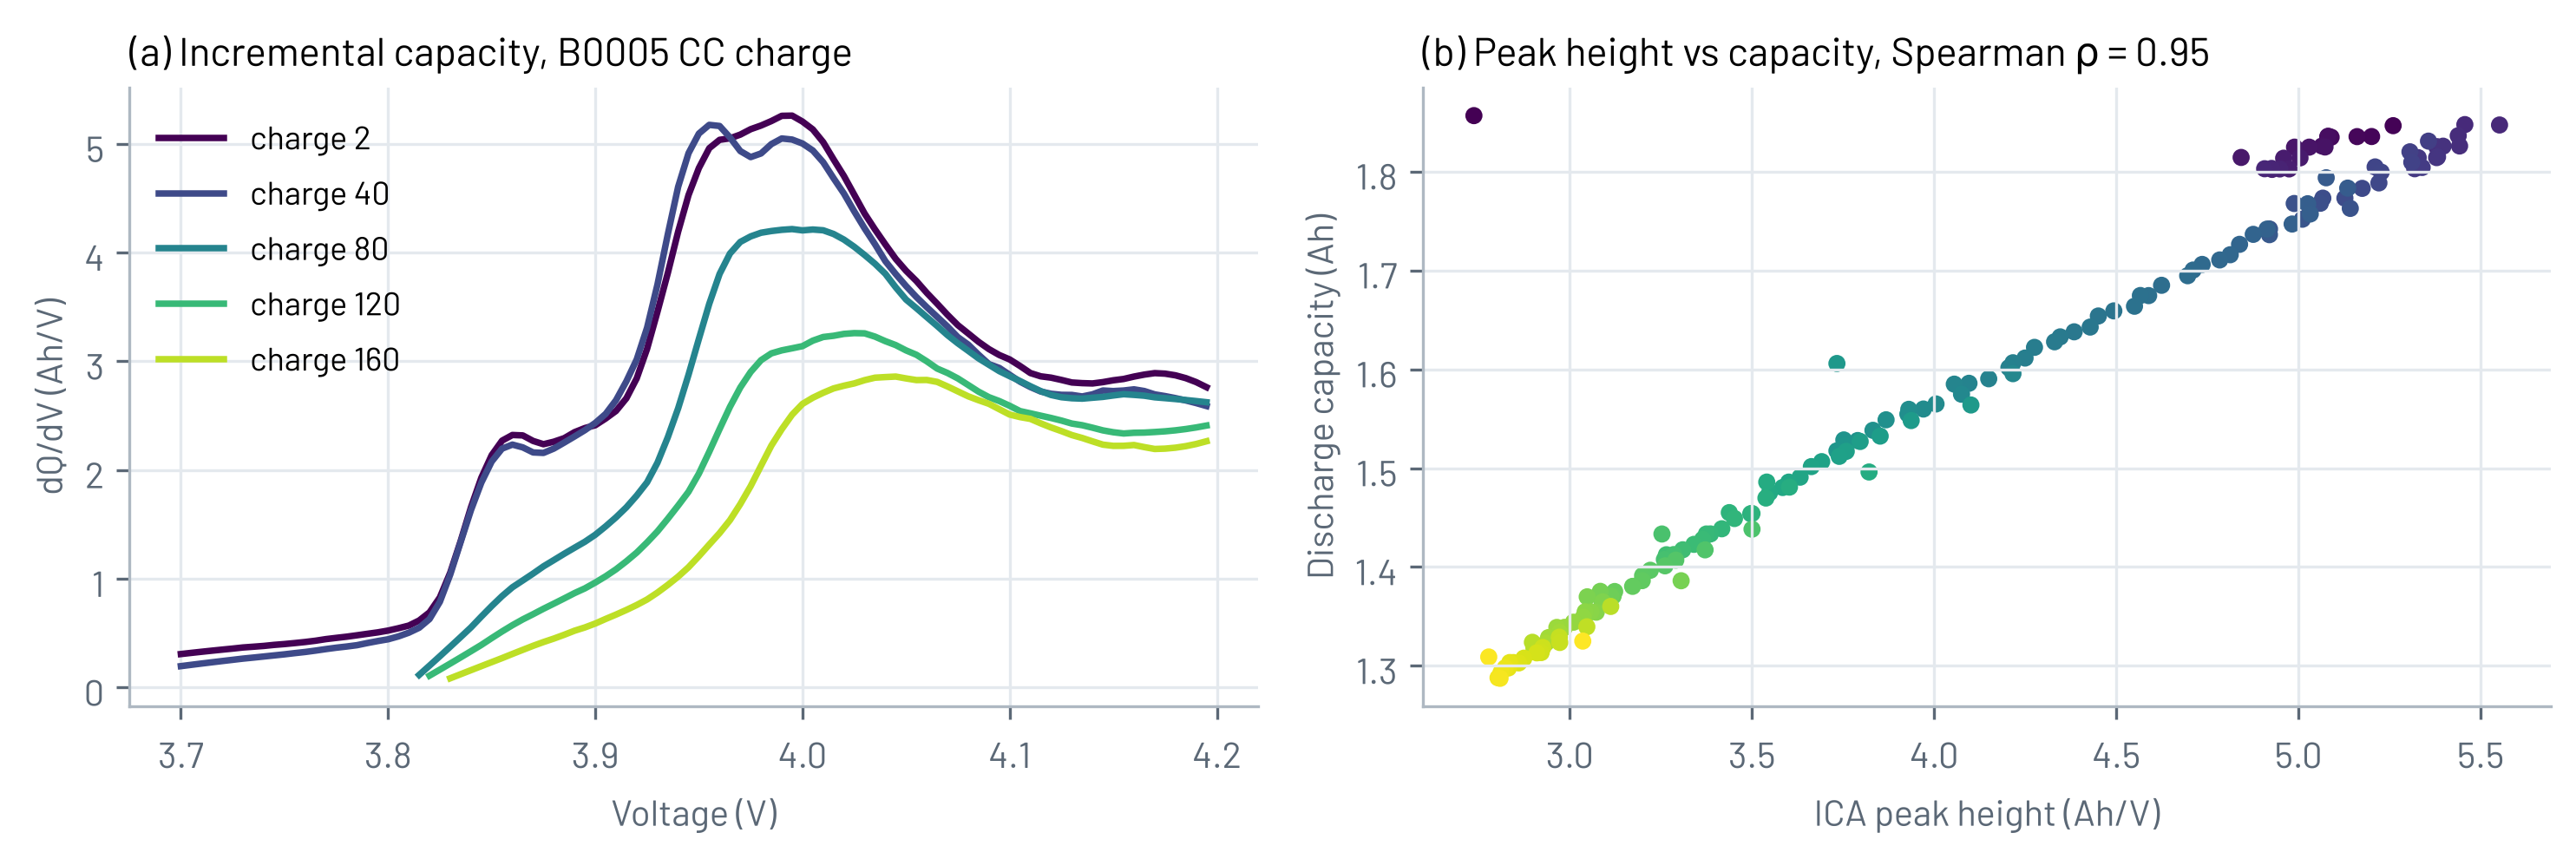 (a) Incremental capacity, B0005 CC charge
charge 2
charge 40
charge 80
charge 120
charge 160
dQ/dV (Ah/V)
5
4
3
2
1
0
3.7 3.8 3.9 4.0 4.1 4.2
Voltage (V)
(b) Peak height vs capacity, Spearman ρ = 0.95
Discharge capacity (Ah)
1.8
1.7
1.6
1.5
1.4
1.3
3.0 3.5 4.0 4.5 5.0 5.5
ICA peak height (Ah/V)